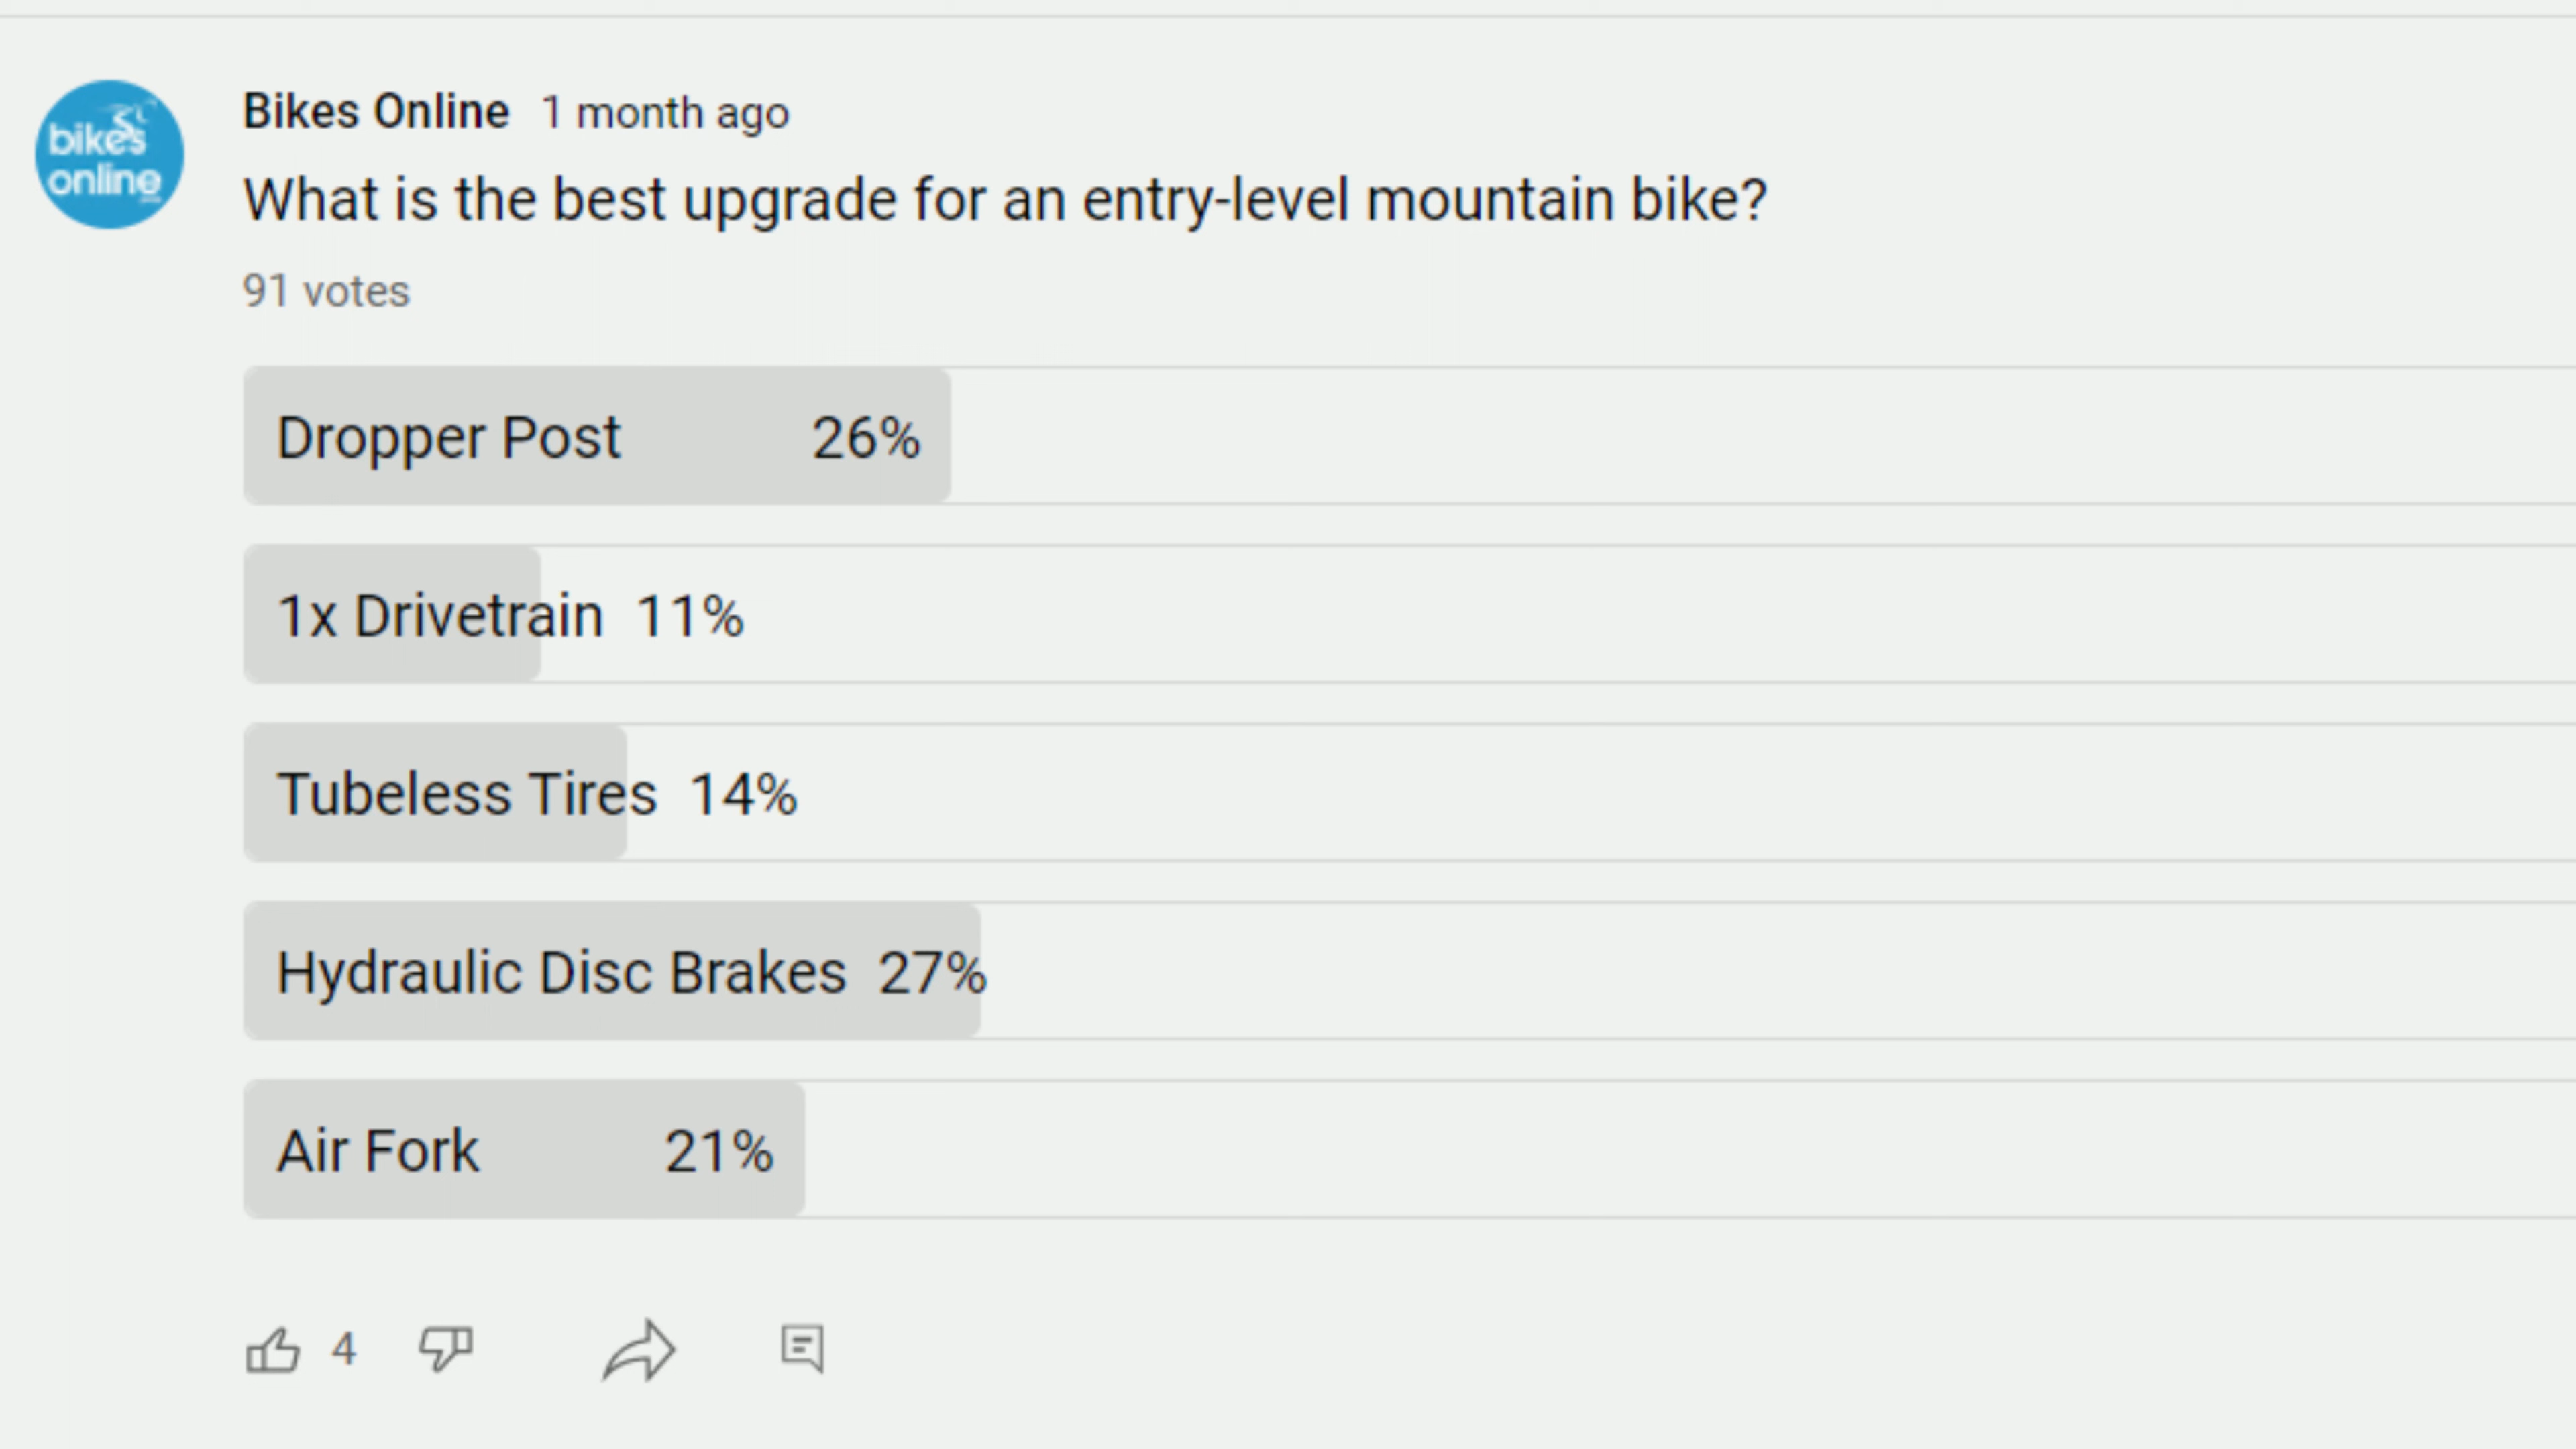 bikes
online
Bikes Online 1 month ago
What is the best upgrade for an entry-level mountain bike?
91 votes
Dropper Post 26%
1x Drivetrain 11%
Tubeless Tires 14%
Hydraulic Disc Brakes 27%
Air Fork 21%
4